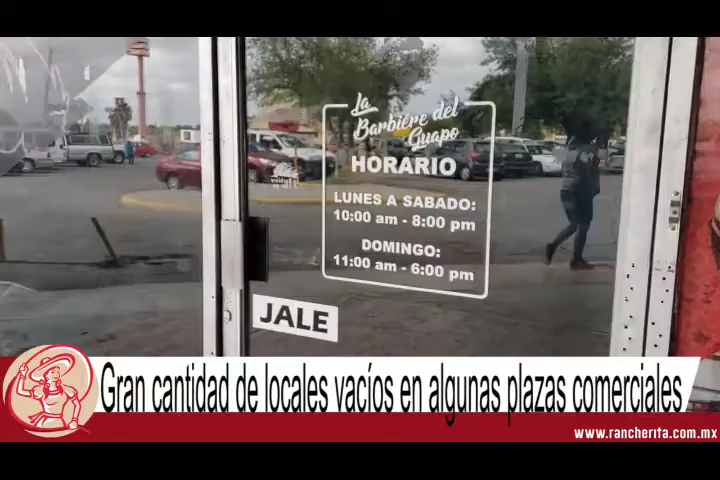 La
Barbière del
Guapo
HORARIO
LUNES A SABADO:
10:00 am - 8:00 pm
DOMINGO:
11:00 am - 6:00 pm
JALE
Gran cantidad de locales vacíos en algunas plazas comerciales
www.rancherita.com.mx